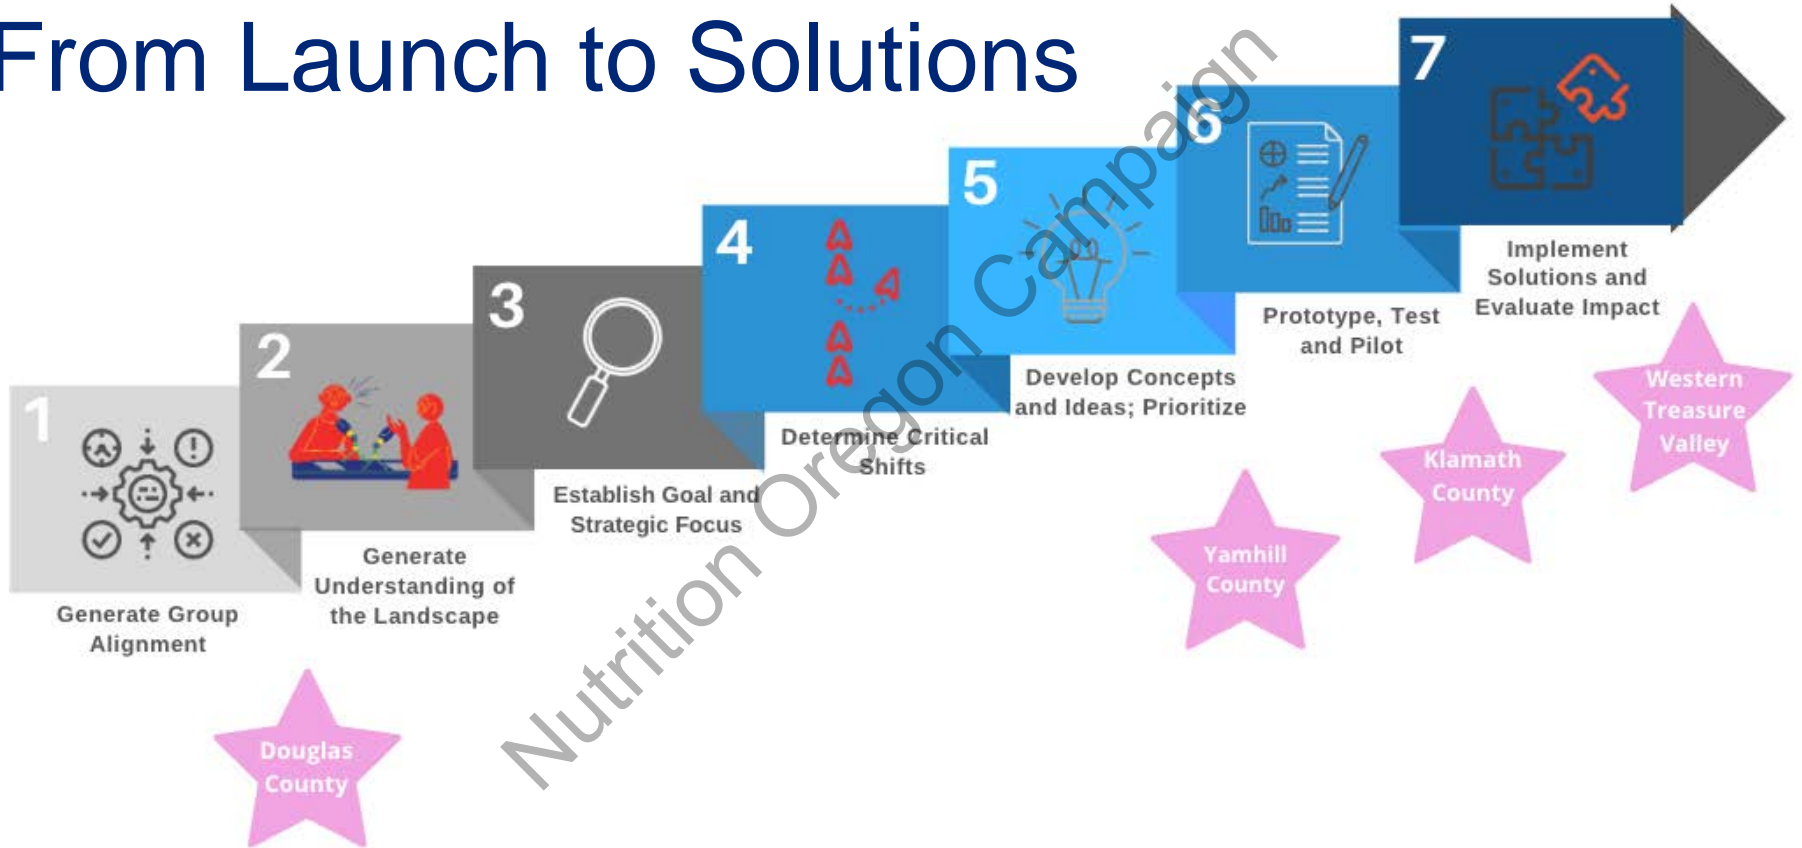 From Launch to Solutions
1
Generate Group
Alignment
2
Generate
Understanding of
the Landscape
3
Establish Goal and
Strategic Focus
4
Determine Critical
Shifts
5
Develop Concepts
and Ideas; Prioritize
6
Prototype, Test
and Pilot
7
Implement
Solutions and
Evaluate Impact
Douglas
County
Yamhill
County
Klamath
County
Western
Treasure
Valley
Nutrition Oregon Campaign